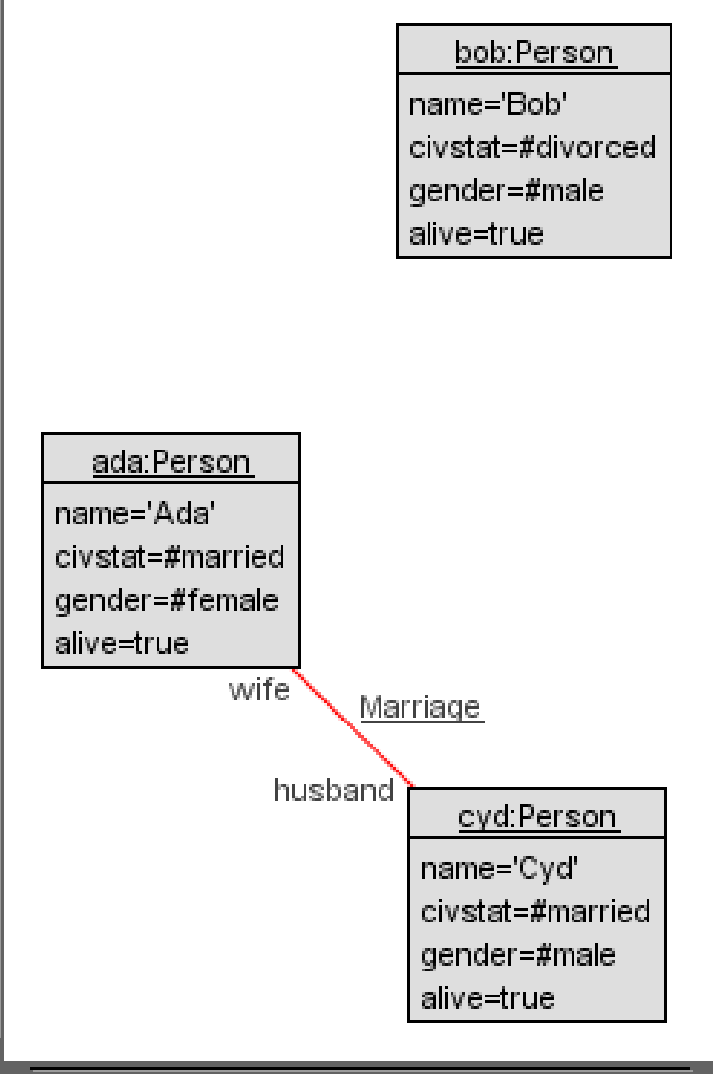 bob:Person
name='Bob'
civstat=#divorced
gender=#male
alive=true
ada:Person
name='Ada'
civstat=#married
gender=#female
alive=true
wife
Marriage
husband
cyd:Person
name='Cyd'
civstat=#married
gender=#male
alive=true